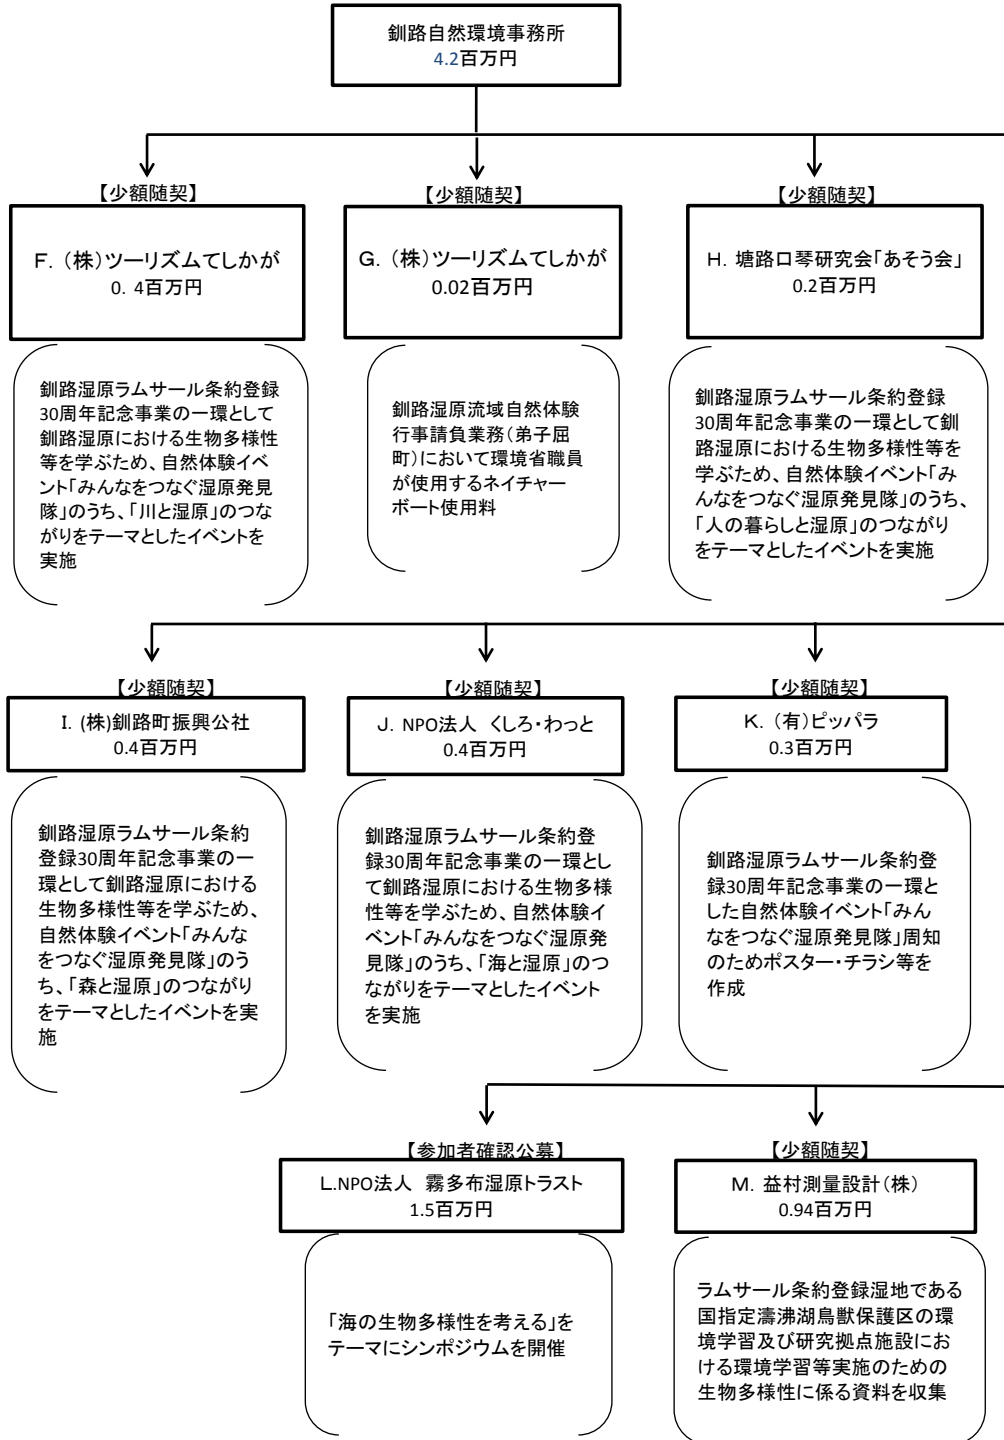 釧路自然環境事務所
4.2百万円
【少額随契】
F. （株）ツーリズムてしかが
0. 4百万円
釧路湿原ラムサール条約登録
30周年記念事業の一環として
釧路湿原における生物多様性
等を学ぶため、自然体験イベ
ント「みんなをつなぐ湿原発見
隊」のうち、「川と湿原」のつな
がりをテーマとしたイベントを
実施
【少額随契】
G. （株）ツーリズムてしかが
0.02百万円
釧路湿原流域自然体験
行事請負業務（弟子屈
町）において環境省職員
が使用するネイチャー
ボート使用料
【少額随契】
H. 塘路口琴研究会「あそう会」
0.2百万円
釧路湿原ラムサール条約登録
30周年記念事業の一環として釧
路湿原における生物多様性等を
学ぶため、自然体験イベント「み
んなをつなぐ湿原発見隊」のうち、
「人の暮らしと湿原」のつながり
をテーマとしたイベントを実施
【少額随契】
I. (株)釧路町振興公社
0.4百万円
釧路湿原ラムサール条約
登録30周年記念事業の一
環として釧路湿原における
生物多様性等を学ぶため、
自然体験イベント「みんな
をつなぐ湿原発見隊」のう
ち、「森と湿原」のつながり
をテーマとしたイベントを実
施
【少額随契】
J. NPO法人 くしろ・わっと
0.4百万円
釧路湿原ラムサール条約登
録30周年記念事業の一環とし
て釧路湿原における生物多様
性等を学ぶため、自然体験イ
ベント「みんなをつなぐ湿原発
見隊」のうち、「海と湿原」のつ
ながりをテーマとしたイベント
を実施
【少額随契】
K. （有）ピッパラ
0.3百万円
釧路湿原ラムサール条約登
録30周年記念事業の一環と
した自然体験イベント「みん
なをつなぐ湿原発見隊」周知
のためポスター・チラシ等を
作成
【参加者確認公募】
L.NPO法人 霧多布湿原トラスト
1.5百万円
「海の生物多様性を考える」を
テーマにシンポジウムを開催
【少額随契】
M. 益村測量設計（株）
0.94百万円
ラムサール条約登録湿地である
国指定濤沸湖鳥獣保護区の環
境学習及び研究拠点施設にお
ける環境学習等実施のための
生物多様性に係る資料を収集